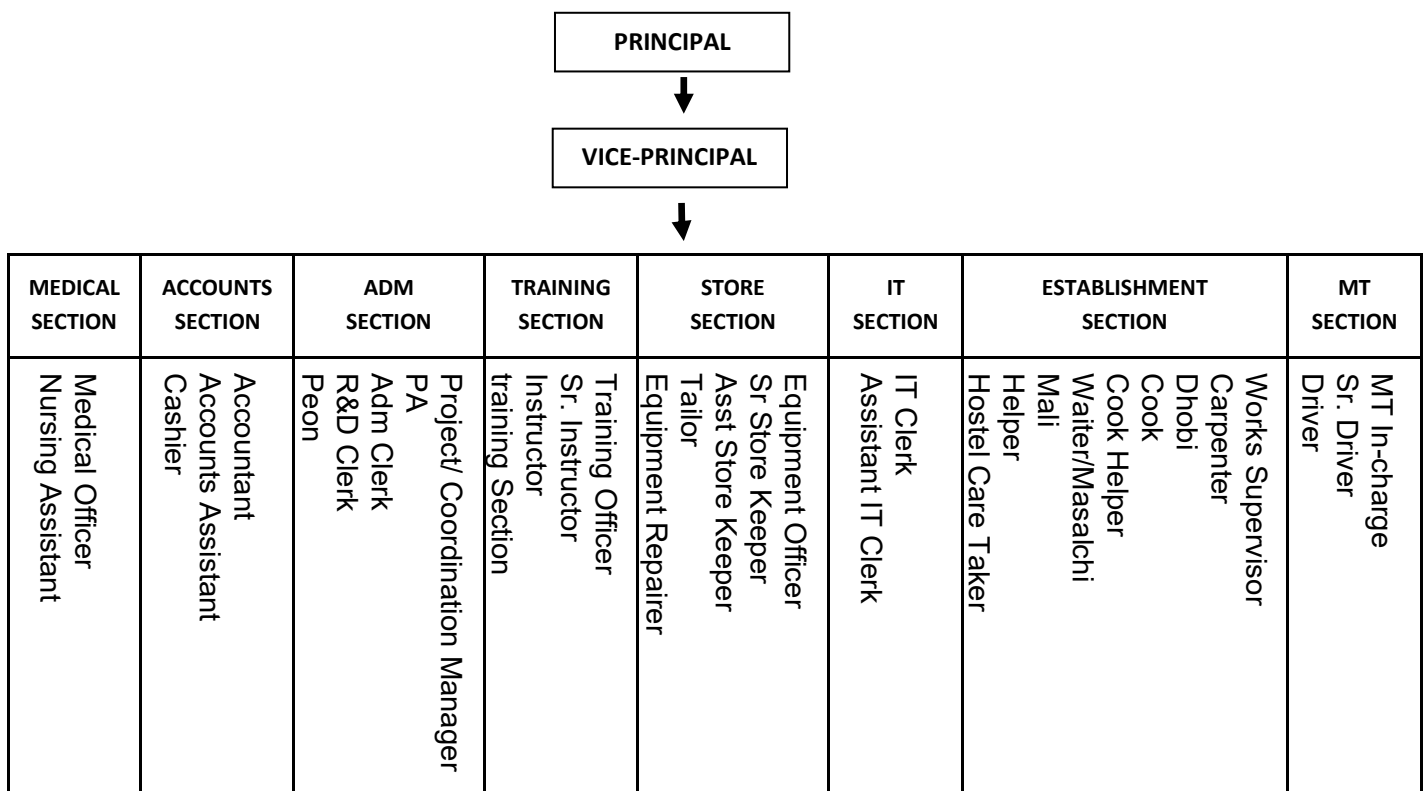 PRINCIPAL
VICE-PRINCIPAL
MEDICAL
SECTION
ACCOUNTS
SECTION
ADM
SECTION
TRAINING
SECTION
STORE
SECTION
IT
SECTION
ESTABLISHMENT
SECTION
MT
SECTION
Medical Officer
Nursing Assistant
Accountant
Accounts Assistant
Cashier
Project/ Coordination Manager
PA
Adm Clerk
R&D Clerk
Peon
Training Officer
Sr. Instructor
Instructor
training Section
Equipment Officer
Sr Store Keeper
Asst Store Keeper
Tailor
Equipment Repairer
IT Clerk
Assistant IT Clerk
Works Supervisor
Carpenter
Dhobi
Cook
Cook Helper
Waiter/Masalchi
Mali
Helper
Hostel Care Taker
MT In-charge
Sr. Driver
Driver